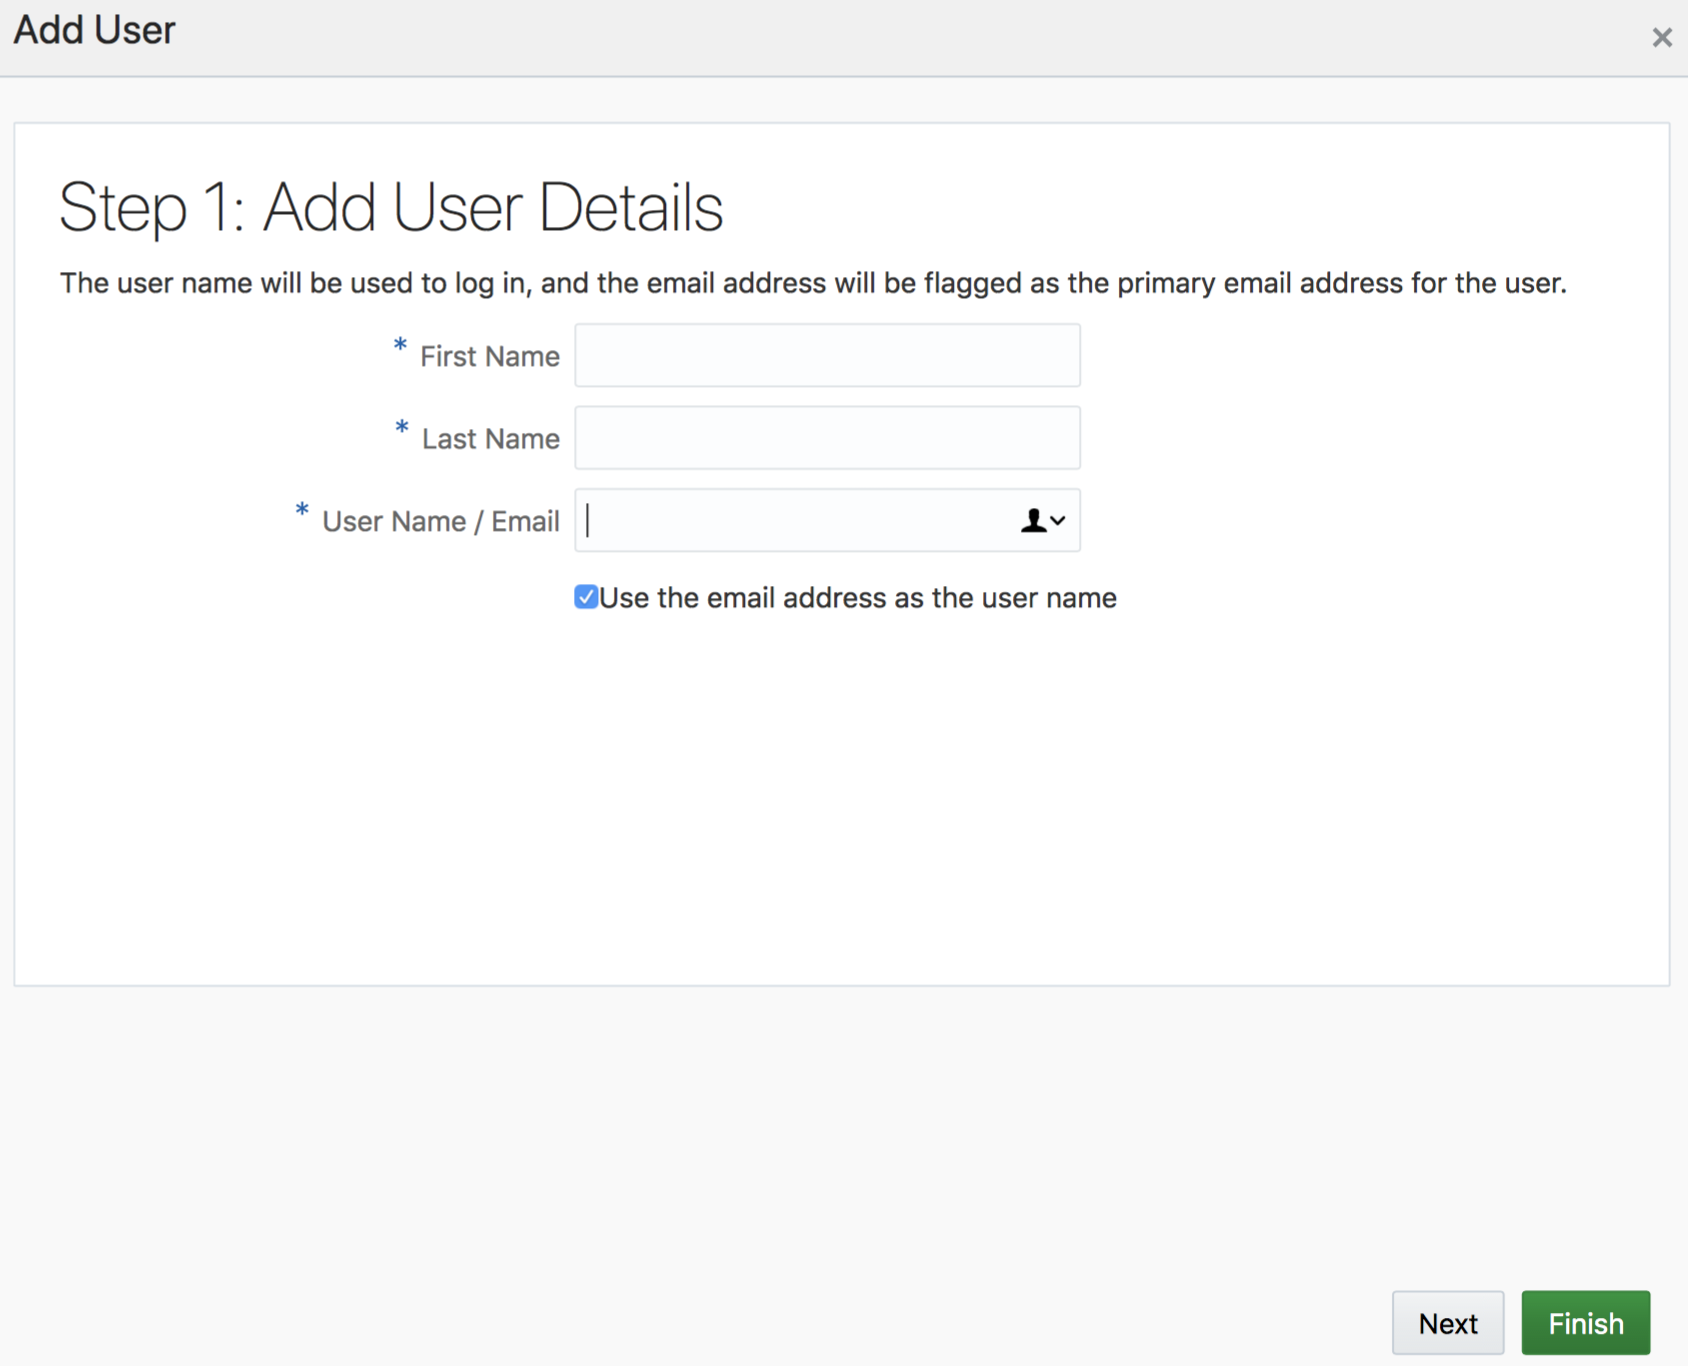 Add User
Step 1: Add User Details
The user name will be used to log in, and the email address will be flagged as the primary email address for the user.
* First Name
* Last Name
* User Name / Email
Use the email address as the user name
Next Finish